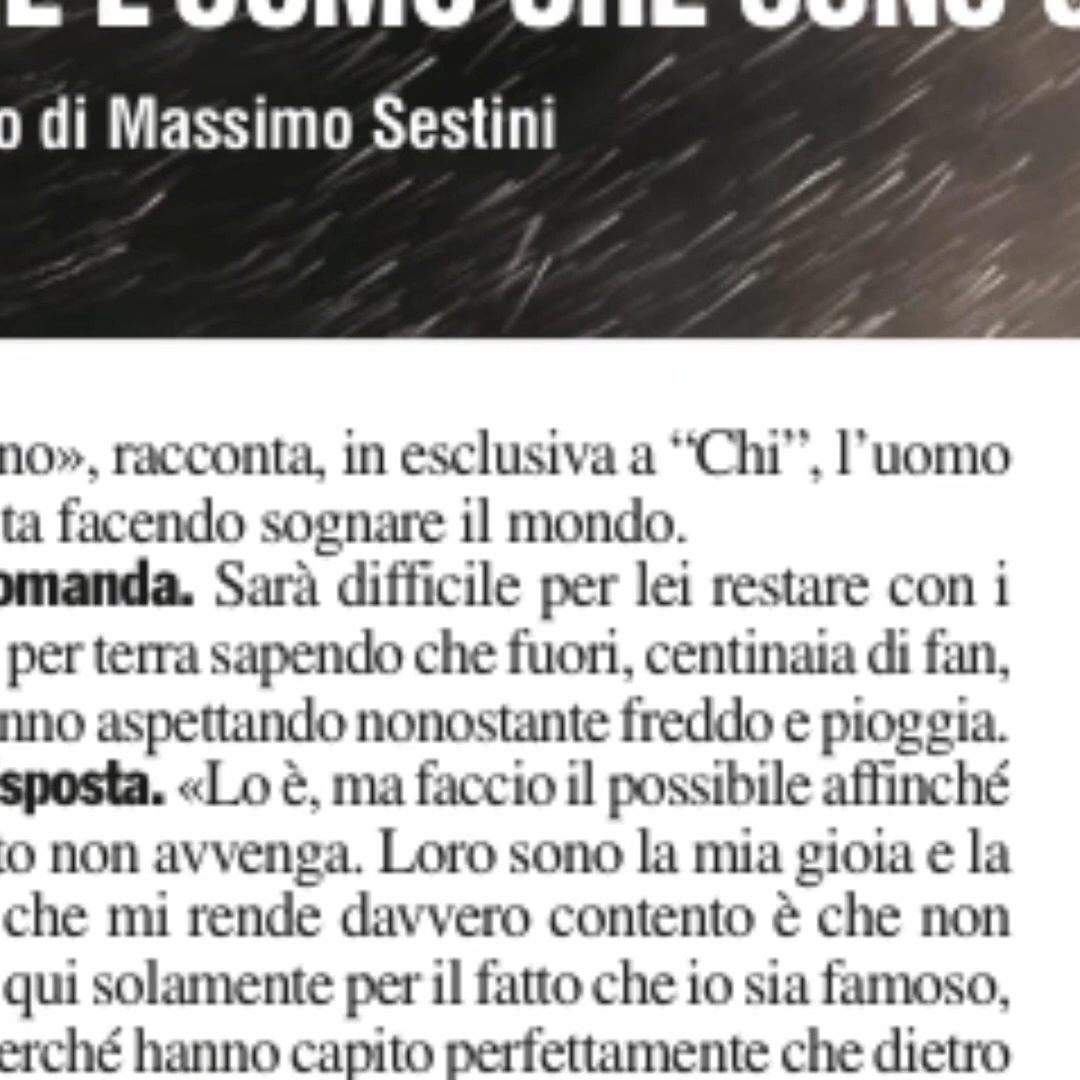 E L'UOMO CHE SONO
o di Massimo Sestini
no», racconta, in esclusiva a “Chi”, l’uomo
ta facendo sognare il mondo.
omanda. Sarà difficile per lei restare con i
per terra sapendo che fuori, centinaia di fan,
nno aspettando nonostante freddo e pioggia.
sposta. «Lo è, ma faccio il possibile affinché
to non avvenga. Loro sono la mia gioia e la
che mi rende davvero contento è che non
qui solamente per il fatto che io sia famoso,
erché hanno capito perfettamente che dietro